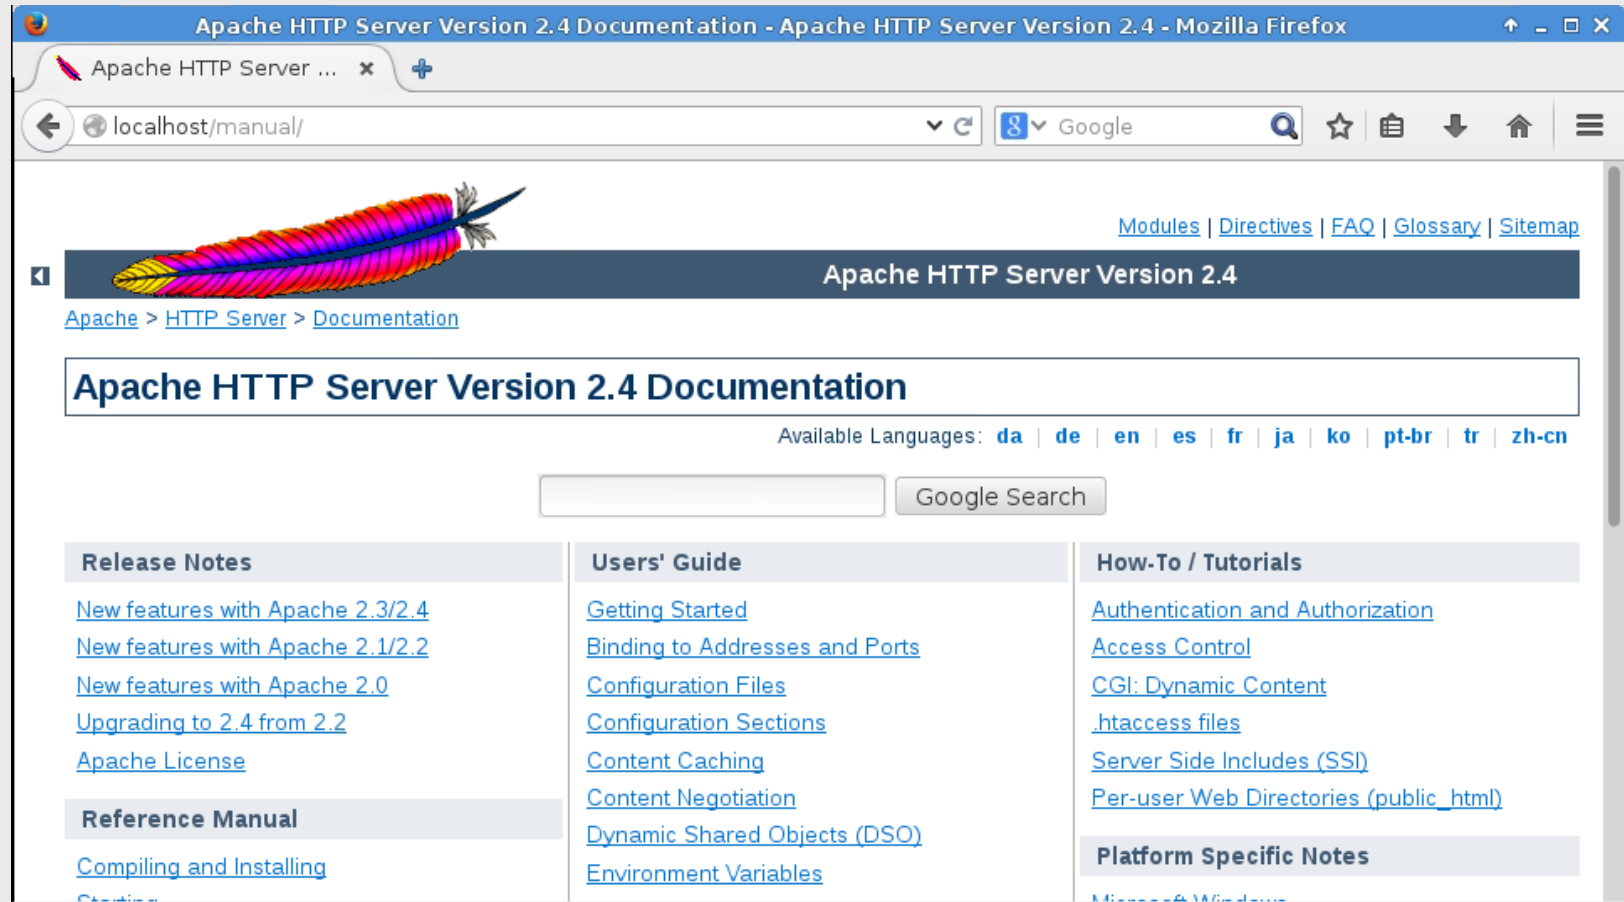 Apache HTTP Server Version 2.4 Documentation - Apache HTTP Server Version 2.4 - Mozilla Firefox
Apache HTTP Server ...
localhost/manual/
8
Google
Modules | Directives | FAQ | Glossary | Sitemap
Apache HTTP Server Version 2.4
Apache > HTTP Server > Documentation
Apache HTTP Server Version 2.4 Documentation
Available Languages: da | de | en | es | fr | ja | ko | pt-br | tr | zh-cn
Google Search
Release Notes
New features with Apache 2.3/2.4
New features with Apache 2.1/2.2
New features with Apache 2.0
Upgrading to 2.4 from 2.2
Apache License
Reference Manual
Compiling and Installing
Starting
Users' Guide
Getting Started
Binding to Addresses and Ports
Configuration Files
Configuration Sections
Content Caching
Content Negotiation
Dynamic Shared Objects (DSO)
Environment Variables
How-To / Tutorials
Authentication and Authorization
Access Control
CGI: Dynamic Content
.htaccess files
Server Side Includes (SSI)
Per-user Web Directories (public_html)
Platform Specific Notes
Microsoft Windows